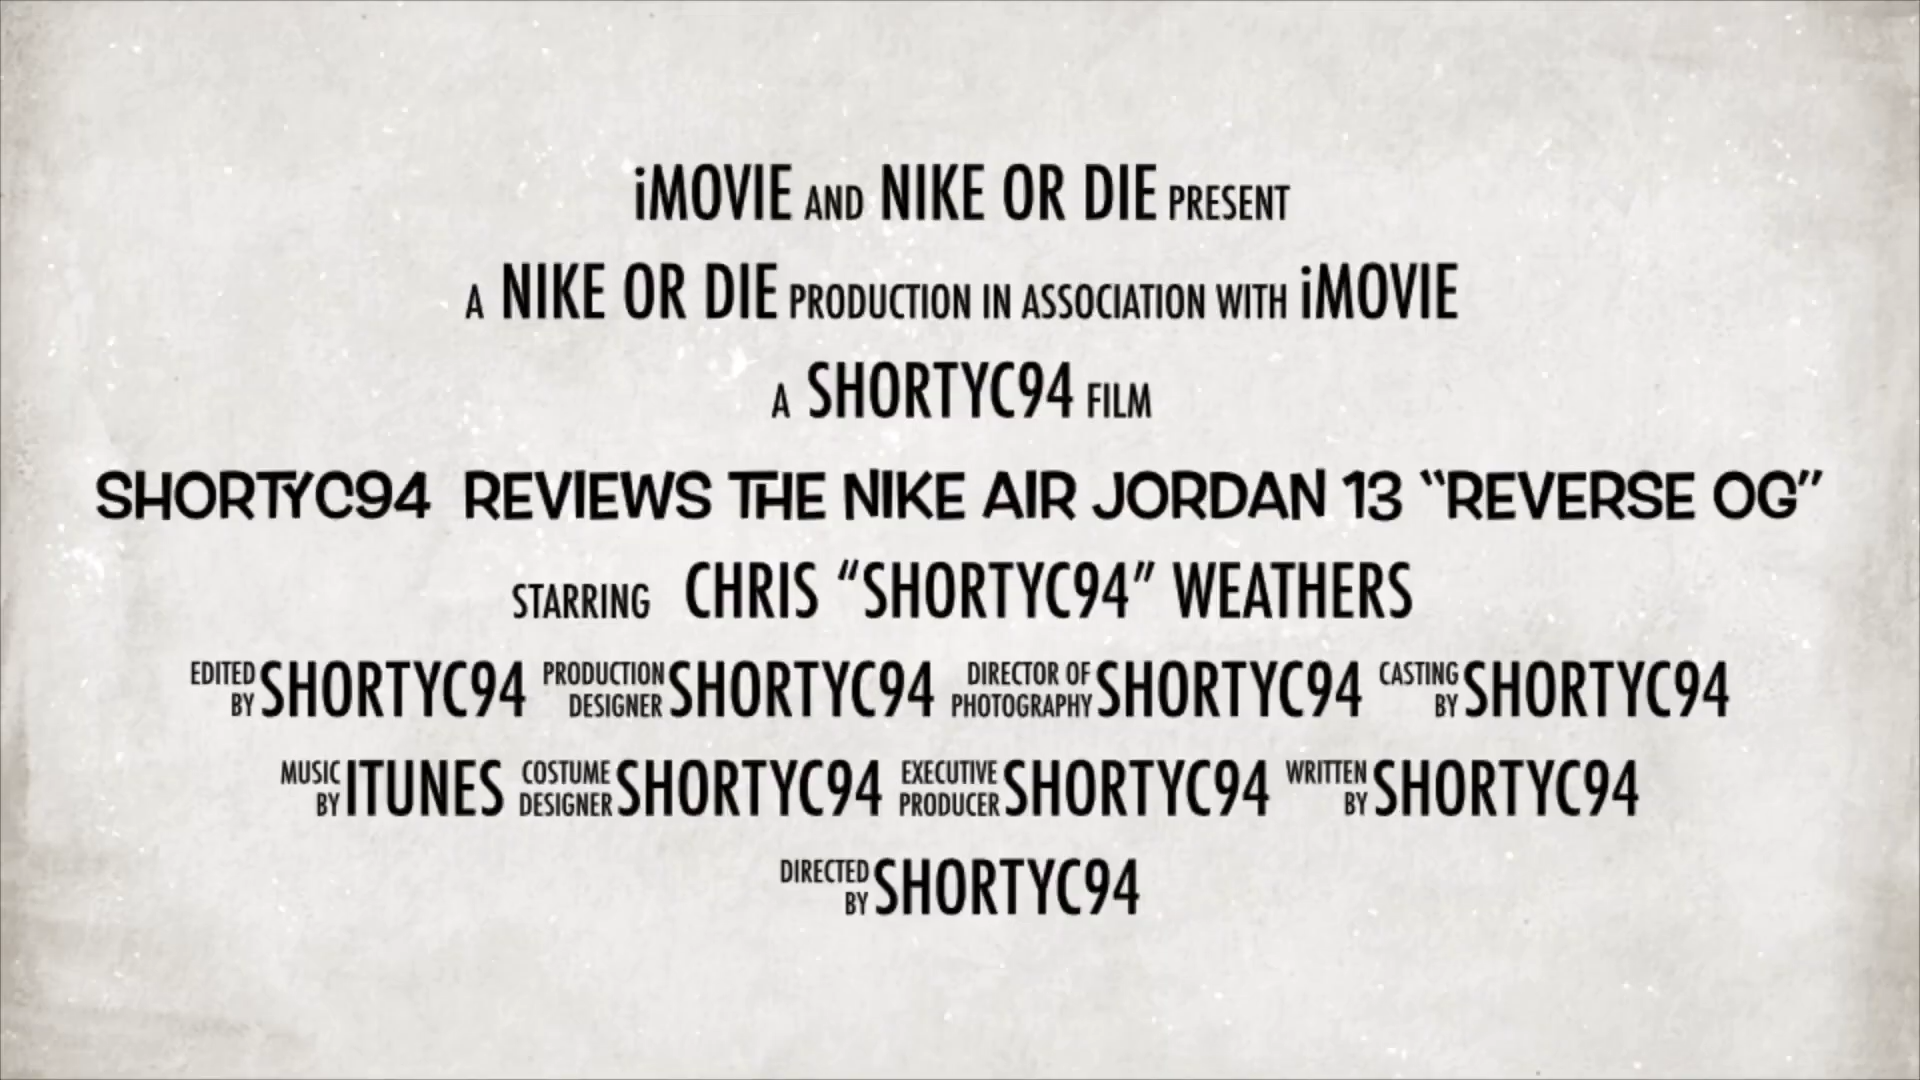 iMOVIE AND NIKE OR DIE PRESENT
A NIKE OR DIE PRODUCTION IN ASSOCIATION WITH iMOVIE
A SHORTYC94 FILM
SHORTYC94 REVIEWS THE NIKE AIR JORDAN 13 “REVERSE OG”
STARRING CHRIS “SHORTYC94” WEATHERS
EDITED BY SHORTYC94 PRODUCTION DESIGNER SHORTYC94 DIRECTOR OF PHOTOGRAPHY SHORTYC94 CASTING BY SHORTYC94
MUSIC BY ITUNES COSTUME DESIGNER SHORTYC94 EXECUTIVE PRODUCER SHORTYC94 WRITTEN BY SHORTYC94
DIRECTED BY SHORTYC94